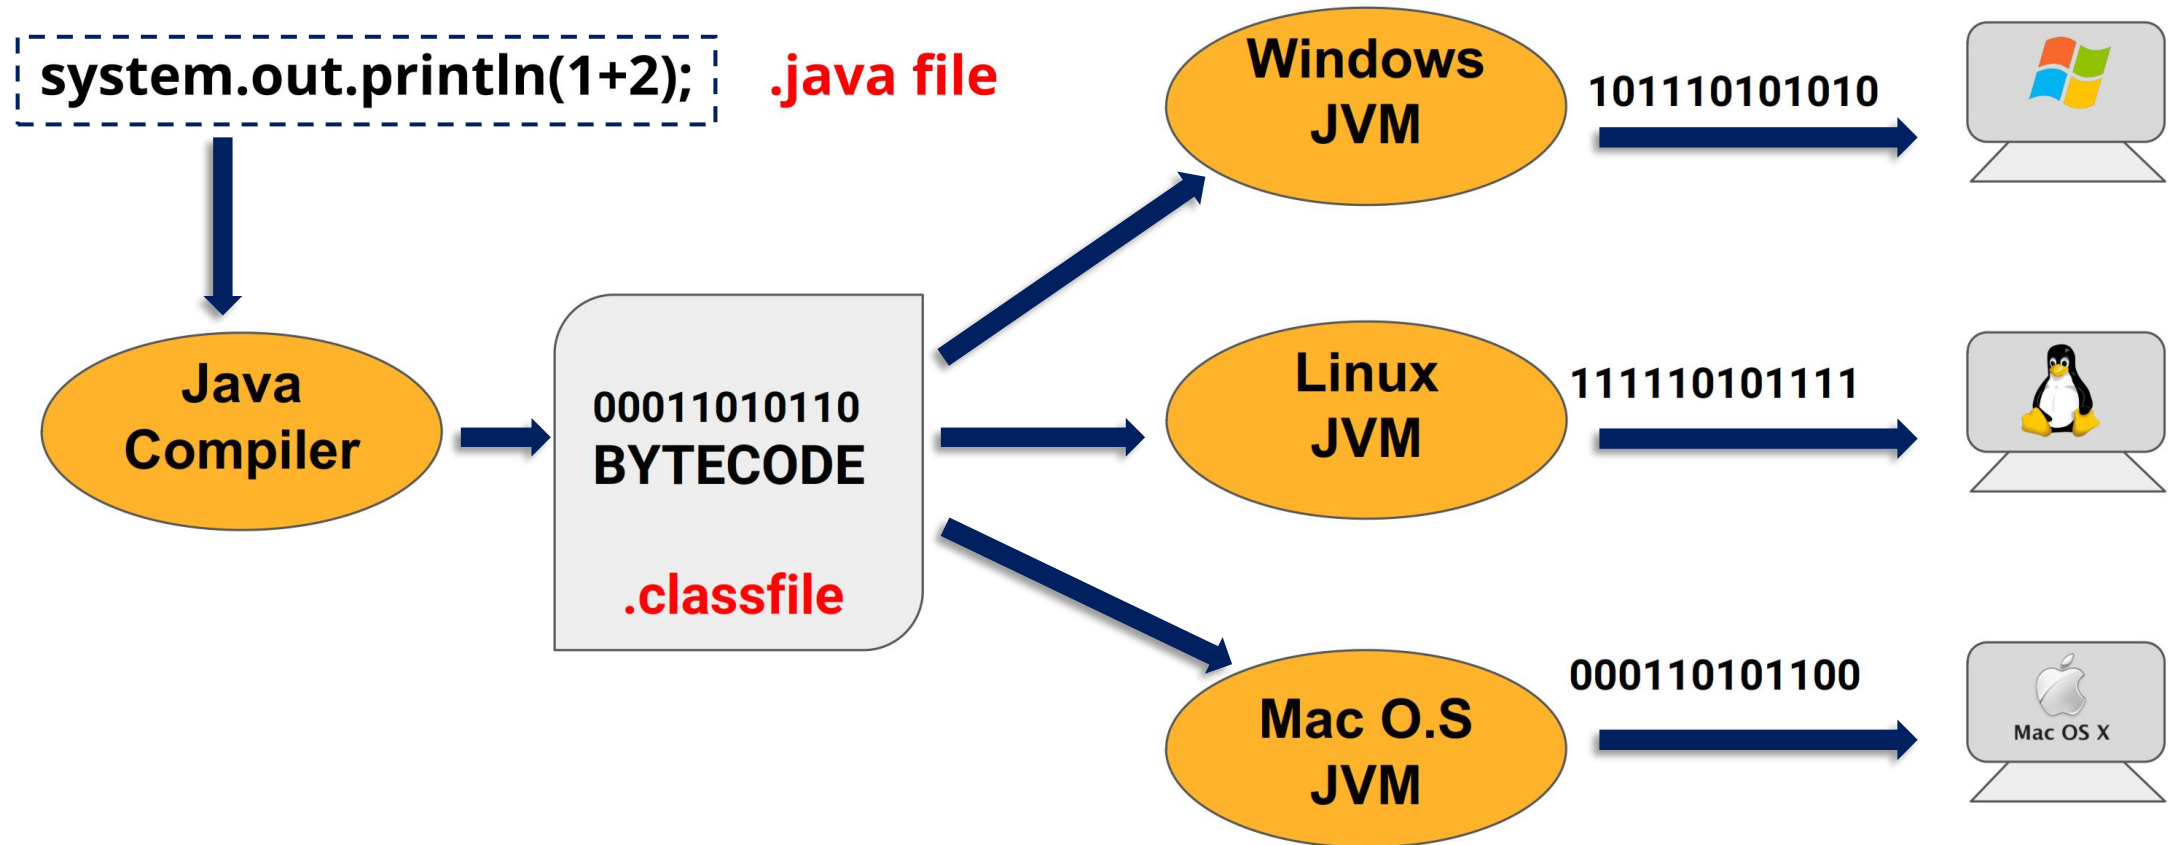 system.out.println(1+2);
.java file
Java
Compiler
00011010110
BYTECODE
.classfile
Windows
JVM
101110101010
Linux
JVM
111110101111
Mac O.S
JVM
000110101100
Mac OS X